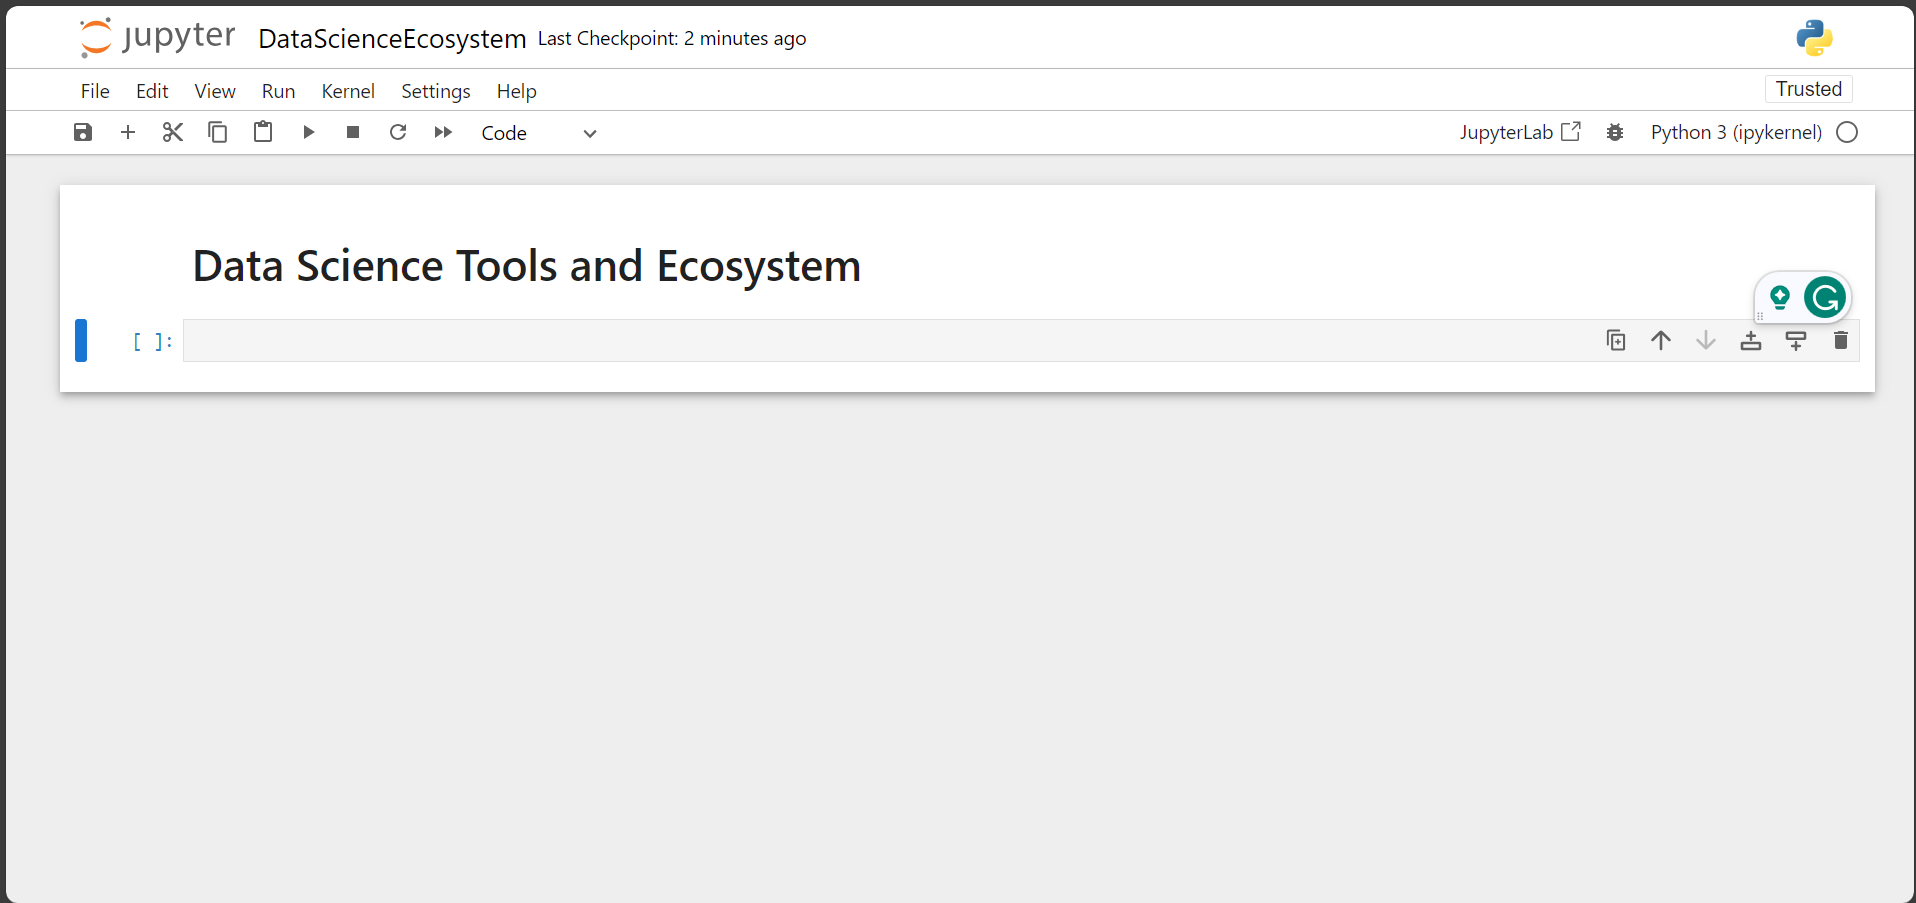 jupyter DataScienceEcosystem Last Checkpoint: 2 minutes ago
File Edit View Run Kernel Settings Help Trusted
Code JupyterLab Python 3 (ipykernel)
Data Science Tools and Ecosystem
[ ]: